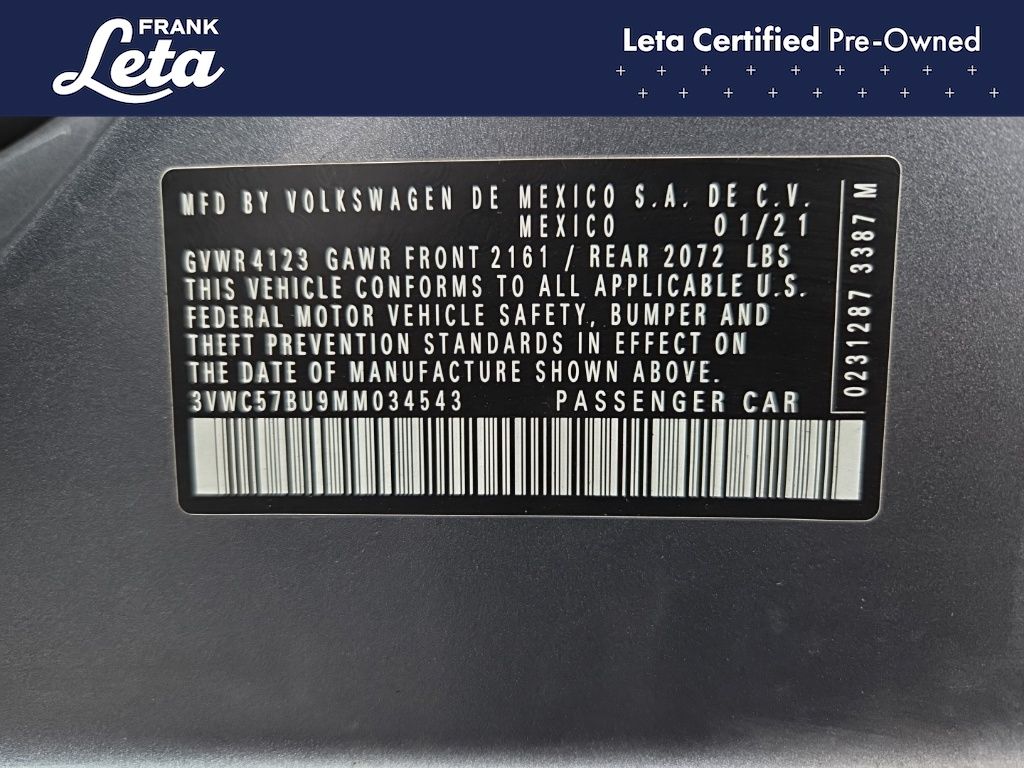 FRANK
Leta
Leta Certified Pre-Owned
MFD BY VOLKSWAGEN DE MEXICO S.A. DE C.V.
MEXICO 01/21
GVWR 4123 GAWR FRONT 2161 / REAR 2072 LBS
THIS VEHICLE CONFORMS TO ALL APPLICABLE U.S.
FEDERAL MOTOR VEHICLE SAFETY, BUMPER AND
THEFT PREVENTION STANDARDS IN EFFECT ON
THE DATE OF MANUFACTURE SHOWN ABOVE.
3VWC57BU9MM034543 PASSENGER CAR
0231287 3387 M